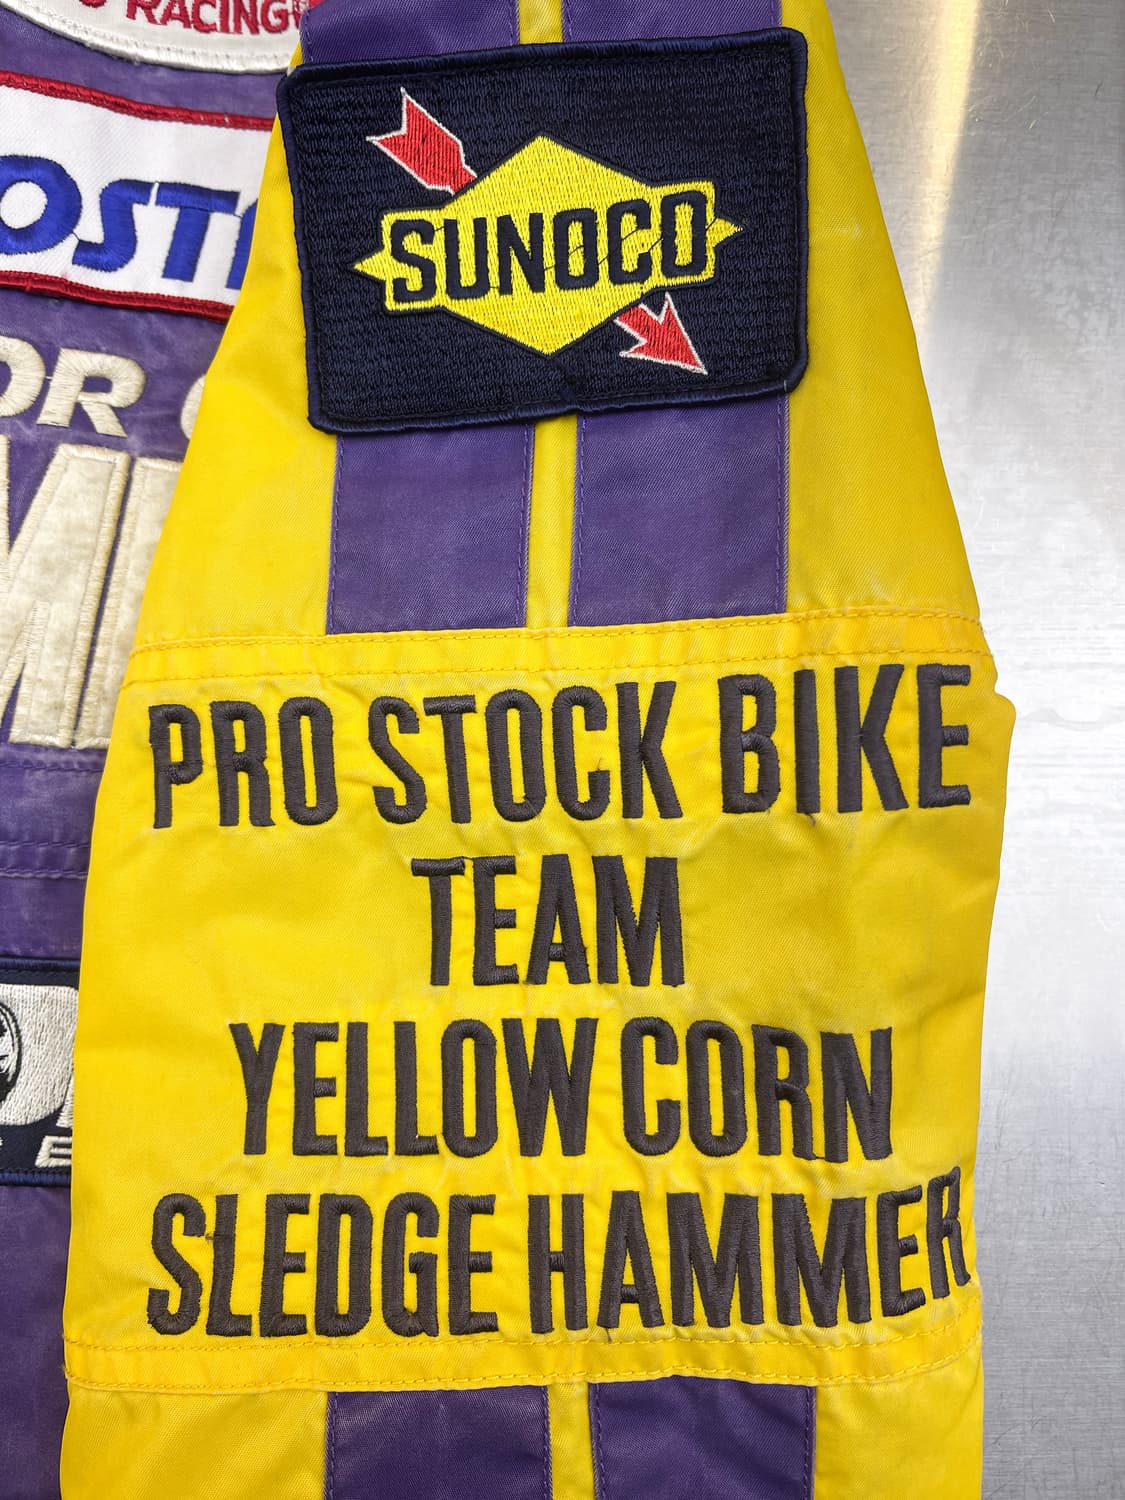 RACING
SUNOCO
PRO STOCK BIKE
TEAM
YELLOW CORN
SLEDGE HAMMER